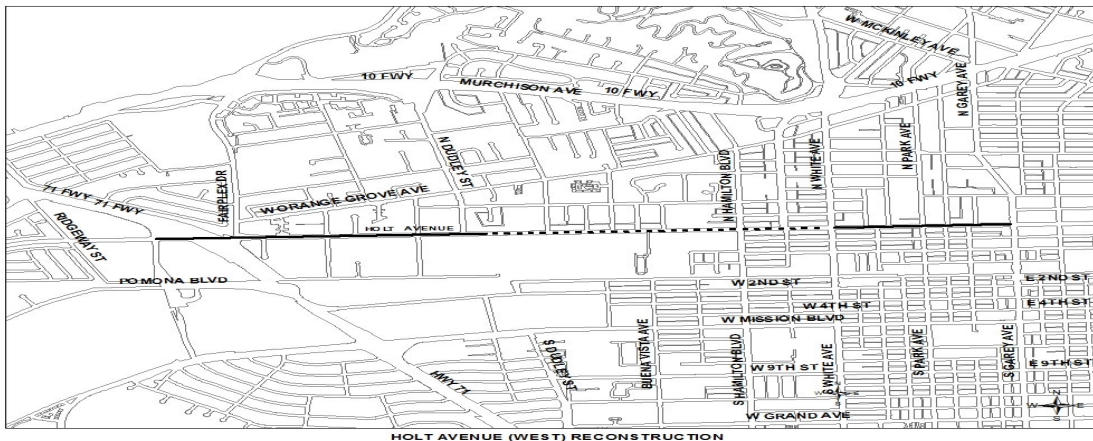 W MCKINLEY AVE
10 FWY
MURCHISON AVE
10 FWY
10 FWY
N GAREY AVE
N PARK AVE
N WHITE AVE
N HAMILTON BLVD
N DUDLEY ST
FAIRPLEX DR
W ORANGE GROVE AVE
71 FWY 71 FWY
RIDGEWAY ST
HOLT AVENUE
POMONA BLVD
W 2ND ST
E 2ND ST
W 4TH ST
E 4TH ST
W MISSION BLVD
BUENA VISTA AVE
S DUDLEY ST
HWY 71
S HAMILTON BLVD
W 9TH ST
S WHITE AVE
S PARK AVE
S GAREY AVE
E 9TH ST
W GRAND AVE
N
W
E
S
HOLT AVENUE (WEST) RECONSTRUCTION